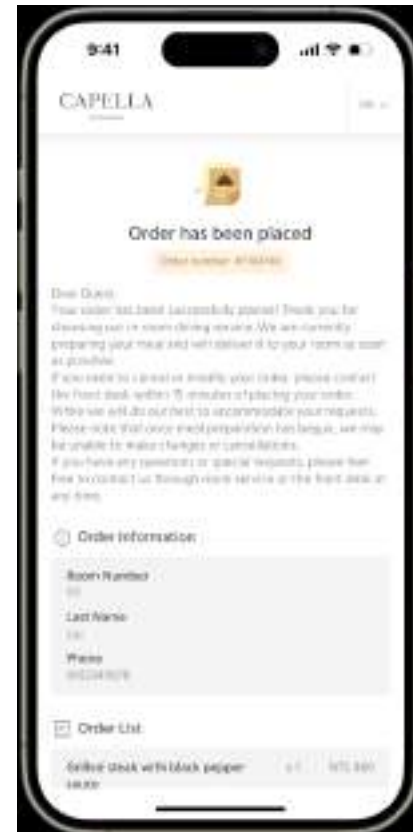 9:41
CAPELLA
Order has been placed
Order number
Dear Guest,
Your order has been successfully placed! Thank you for
choosing our in-room dining service. We are currently
preparing your meal and will deliver it to your room as soon
as possible.
If you need to cancel or modify your order, please contact
the front desk within 15 minutes of placing your order.
While we will do our best to accommodate your requests,
Please note that once meal preparation has begun, we may
be unable to make changes or cancellations.
If you have any questions or special requests, please feel
free to contact us through room service or the front desk at
any time.
Order Information
Room Number
Last Name
Phone
Order List
Grilled steak with black pepper
sauce